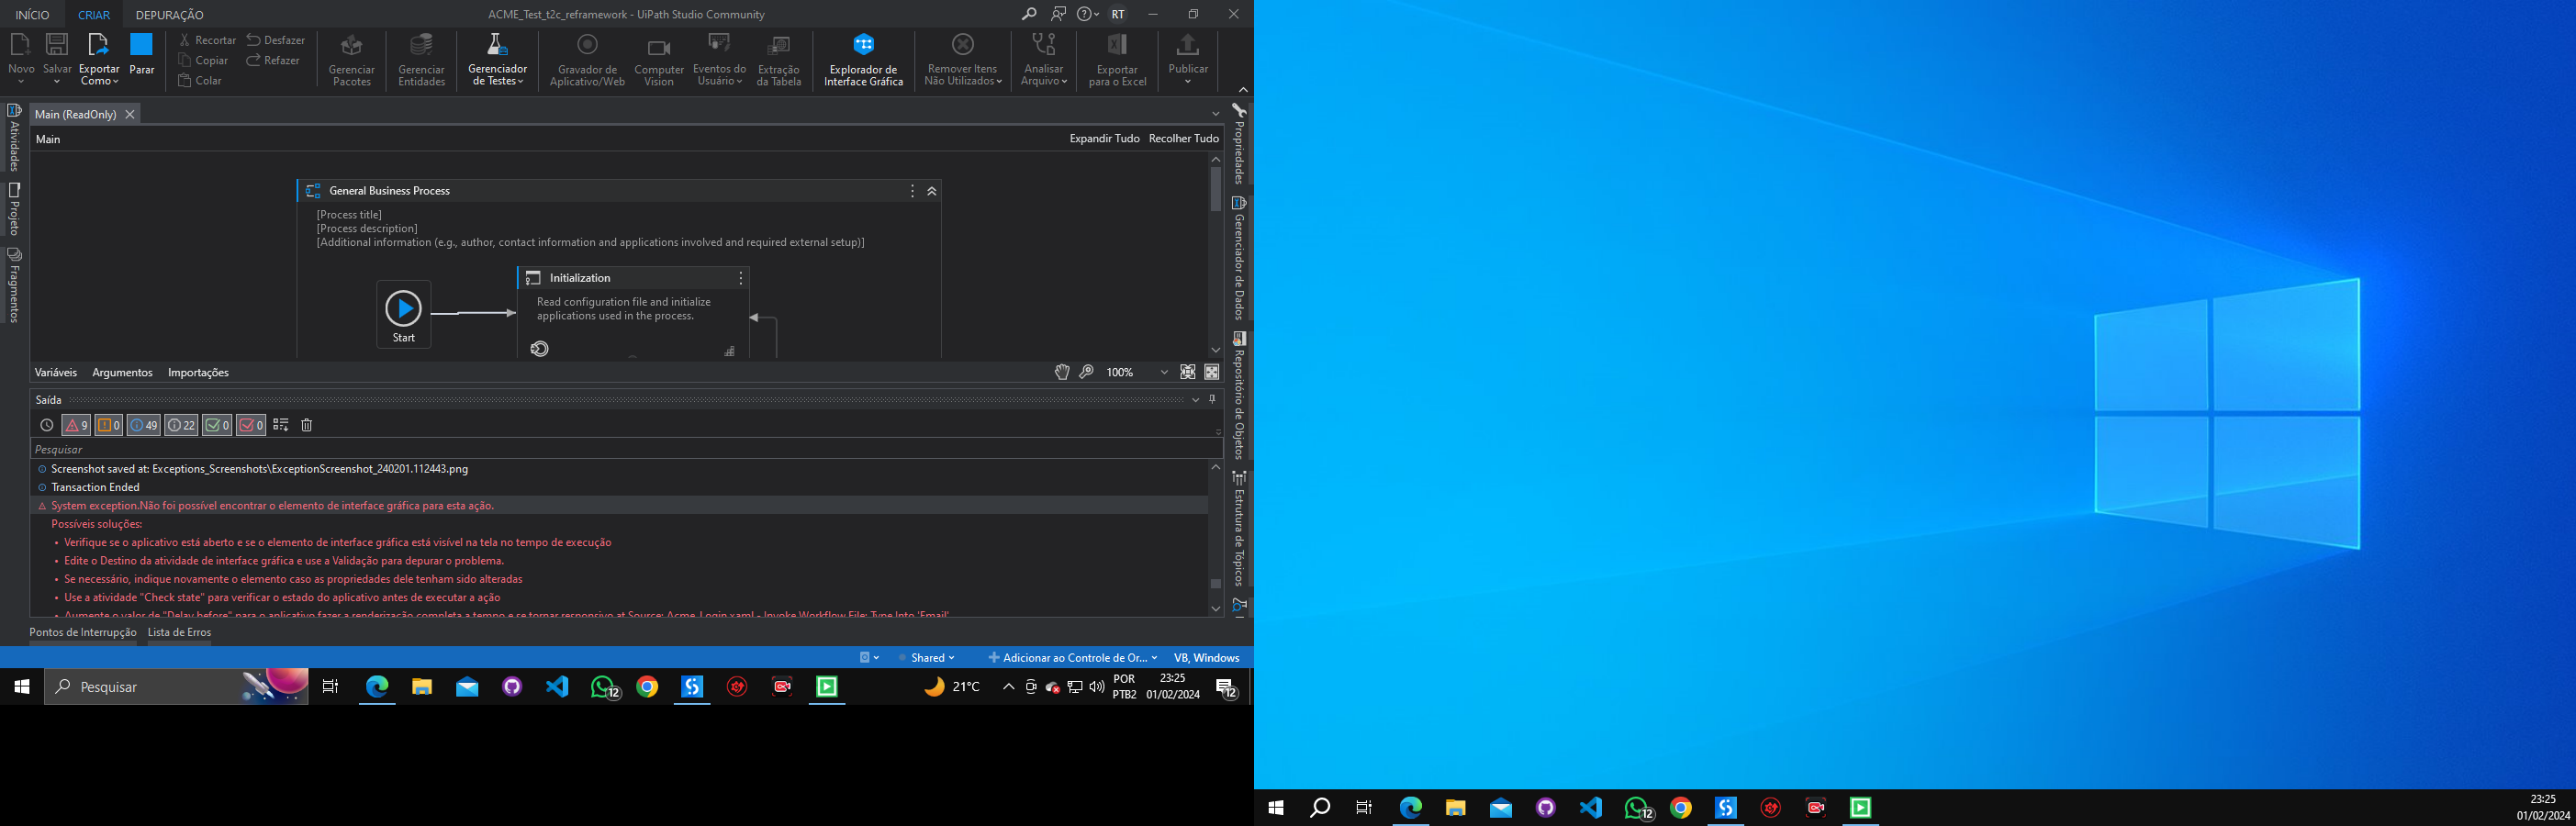 INÍCIO CRIAR DEPURAÇÃO ACME_Test_t2c_reframework - UiPath Studio Community RT
Novo Salvar Exportar Como Parar
Recortar
Copiar
Colar
Desfazer
Refazer
Gerenciar Pacotes
Gerenciar Entidades
Gerenciador de Testes
Gravador de Aplicativo/Web
Computer Vision
Eventos do Usuário
Extração da Tabela
Explorador de Interface Gráfica
Remover Itens Não Utilizados
Analisar Arquivo
Exportar para o Excel
Publicar
Atividades
Projeto
Fragmentos
Main (ReadOnly)
Main Expandir Tudo Recolher Tudo
General Business Process
[Process title]
[Process description]
[Additional information (e.g., author, contact information and applications involved and required external setup)]
Start
Initialization
Read configuration file and initialize
applications used in the process.
Variáveis Argumentos Importações 100%
Saída
9 0 49 22 0 0
Pesquisar
Screenshot saved at: Exceptions_Screenshots\ExceptionScreenshot_240201.112443.png
Transaction Ended
System exception.Não foi possível encontrar o elemento de interface gráfica para esta ação.
Possíveis soluções:
• Verifique se o aplicativo está aberto e se o elemento de interface gráfica está visível na tela no tempo de execução
• Edite o Destino da atividade de interface gráfica e use a Validação para depurar o problema.
• Se necessário, indique novamente o elemento caso as propriedades dele tenham sido alteradas
• Use a atividade "Check state" para verificar o estado do aplicativo antes de executar a ação
• Aumente o valor de "Delay before" para o aplicativo fazer a renderização completa a tempo e se tornar responsivo at Source: Acme_Login.xaml - Invoke Workflow File: Type Into 'Email'
Propriedades
Gerenciador de Dados
Repositório de Objetos
Estrutura de Tópicos
Pontos de Interrupção Lista de Erros
Shared Adicionar ao Controle de Or... VB, Windows
Pesquisar 12 21°C POR PTB2 23:25 01/02/2024 12
12 23:25
01/02/2024